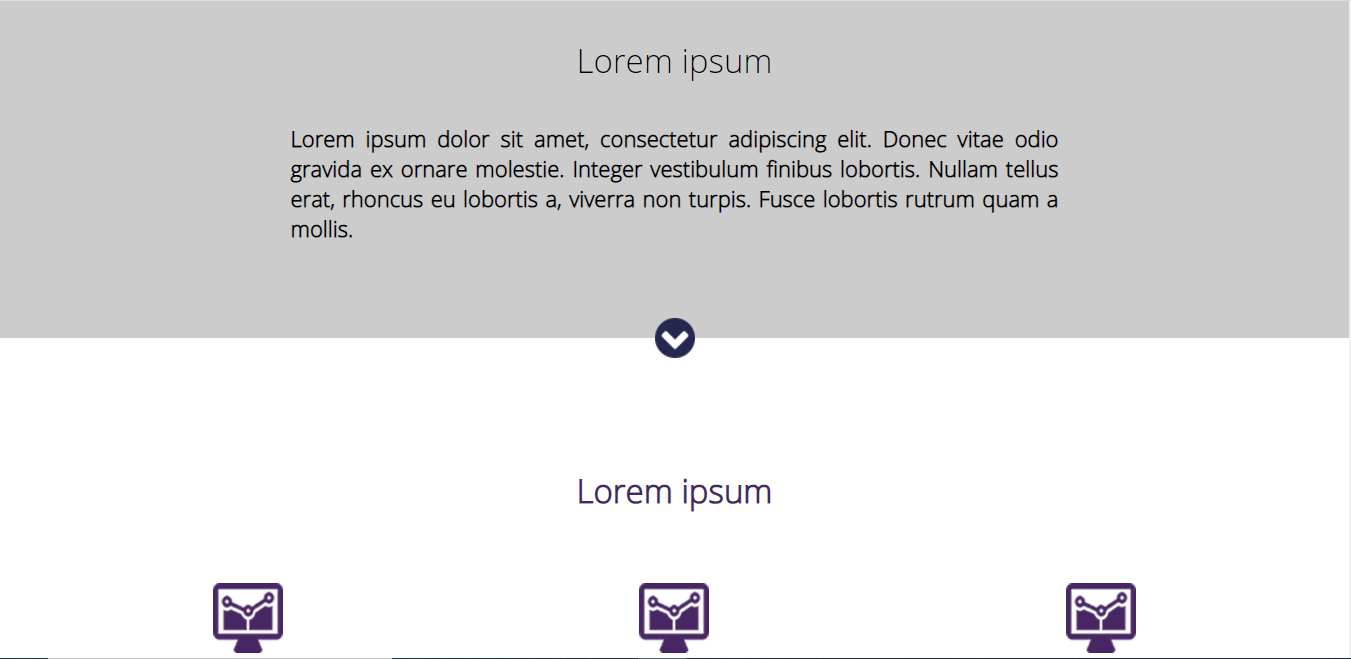 Lorem ipsum
Lorem ipsum dolor sit amet, consectetur adipiscing elit. Donec vitae odio
gravida ex ornare molestie. Integer vestibulum finibus lobortis. Nullam tellus
erat, rhoncus eu lobortis a, viverra non turpis. Fusce lobortis rutrum quam a
mollis.
Lorem ipsum